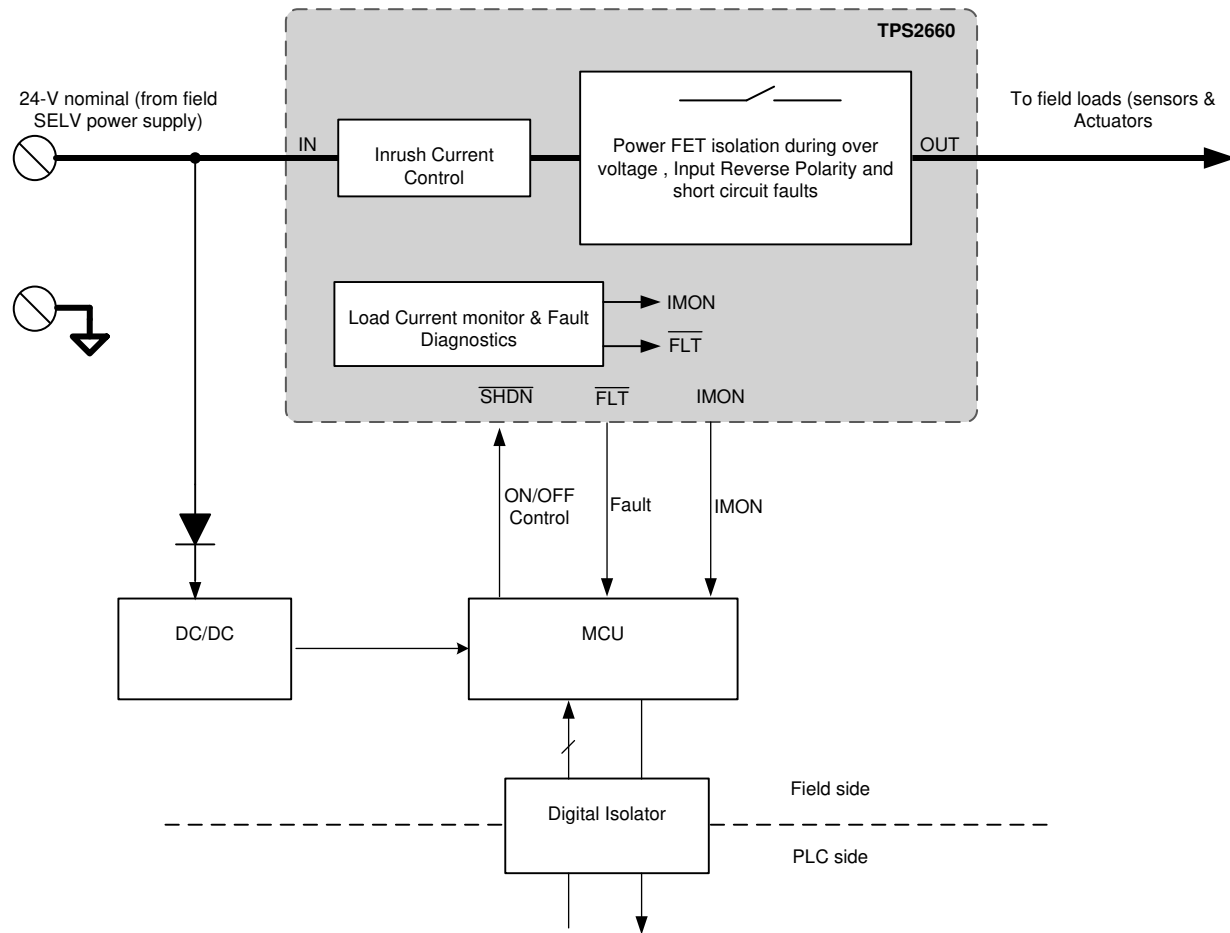 TPS2660
24-V nominal (from field
SELV power supply)
IN
Inrush Current
Control
Power FET isolation during over
voltage , Input Reverse Polarity and
short circuit faults
OUT
To field loads (sensors &
Actuators
Load Current monitor & Fault
Diagnostics
IMON
FLT
SHDN
FLT
IMON
ON/OFF
Control
Fault
IMON
DC/DC
MCU
Digital Isolator
Field side
PLC side